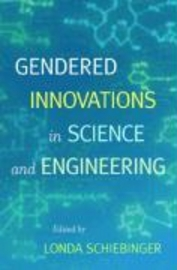 GENDERED
INNOVATIONS
in SCIENCE
and ENGINEERING
Edited by
LONDA SCHIEBINGER